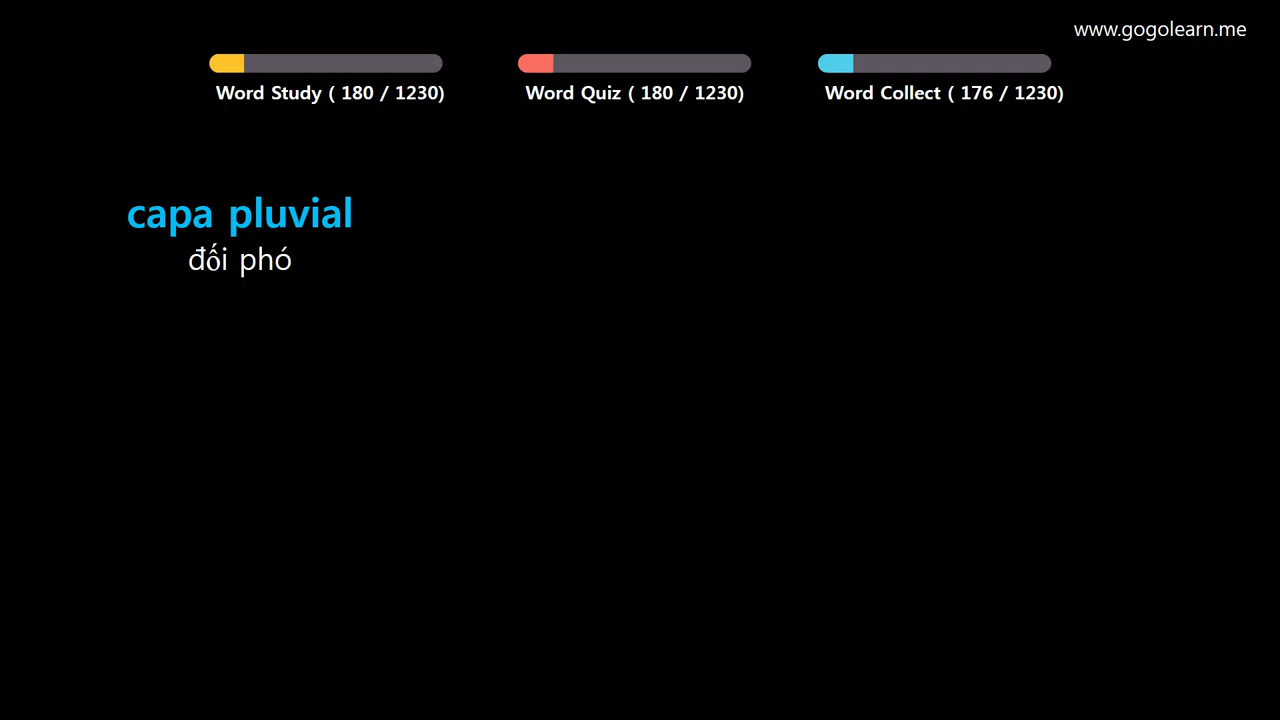 www.gogolearn.me
Word Study ( 180 / 1230)
Word Quiz ( 180 / 1230)
Word Collect ( 176 / 1230)
capa pluvial
đối phó